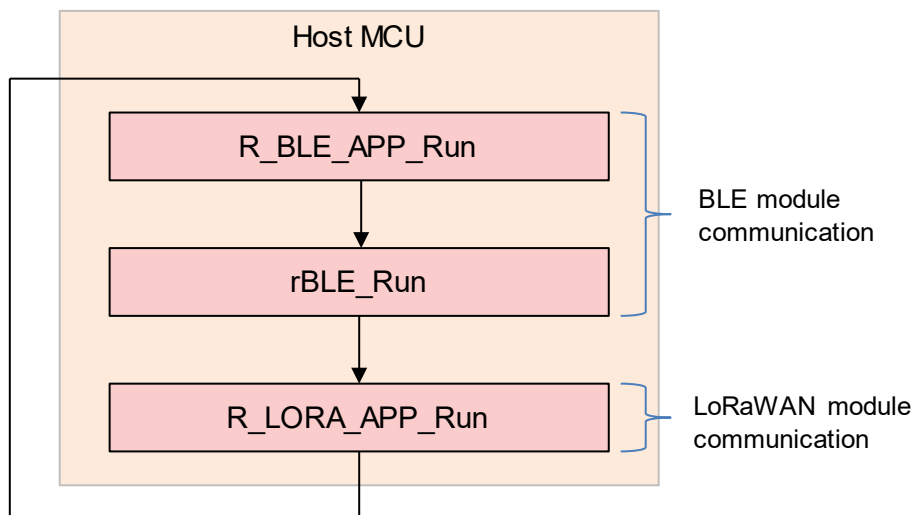 Host MCU
R_BLE_APP_Run
BLE module
communication
rBLE_Run
R_LORA_APP_Run
LoRaWAN module
communication